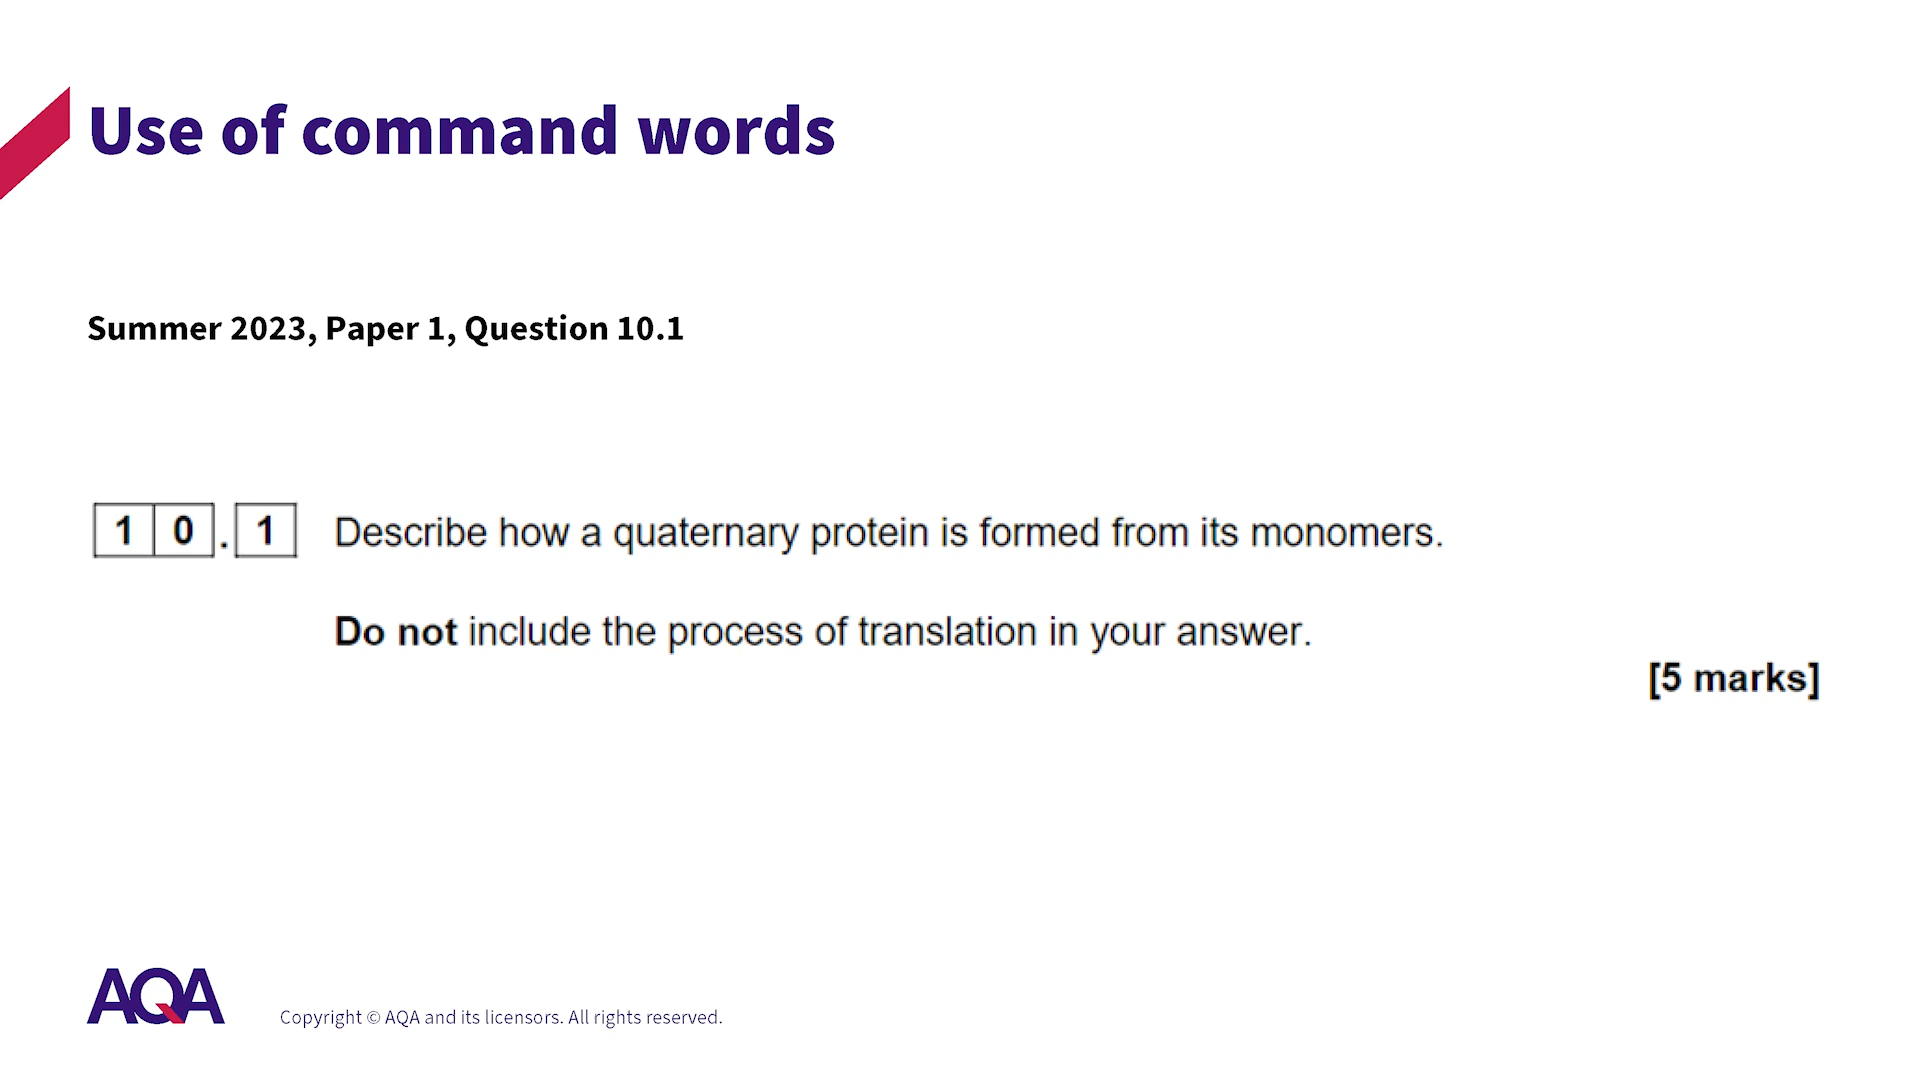 Use of command words
Summer 2023, Paper 1, Question 10.1
10.1 Describe how a quaternary protein is formed from its monomers.
Do not include the process of translation in your answer.
[5 marks]
AQA
Copyright © AQA and its licensors. All rights reserved.